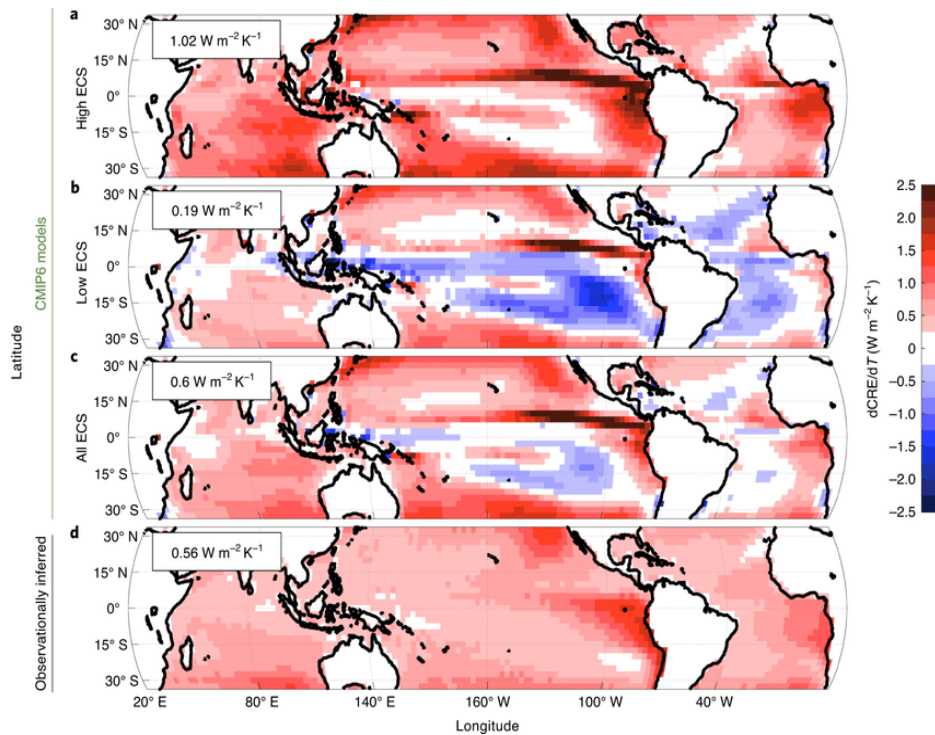 a
30° N
15° N
0°
15° S
30° S
1.02 W m⁻² K⁻¹
High ECS
b
30° N
15° N
0°
15° S
30° S
0.19 W m⁻² K⁻¹
Low ECS
CMIP6 models
Latitude
c
30° N
15° N
0°
15° S
30° S
0.6 W m⁻² K⁻¹
All ECS
d
30° N
15° N
0°
15° S
30° S
0.56 W m⁻² K⁻¹
Observationally inferred
20° E
80° E
140° E
160° W
100° W
40° W
Longitude
2.5
2.0
1.5
1.0
0.5
0
−0.5
−1.0
−1.5
−2.0
−2.5
dCRE/dT (W m⁻² K⁻¹)